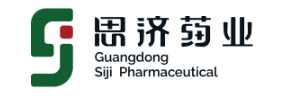 思济药业
Guangdong
Siji Pharmaceutical